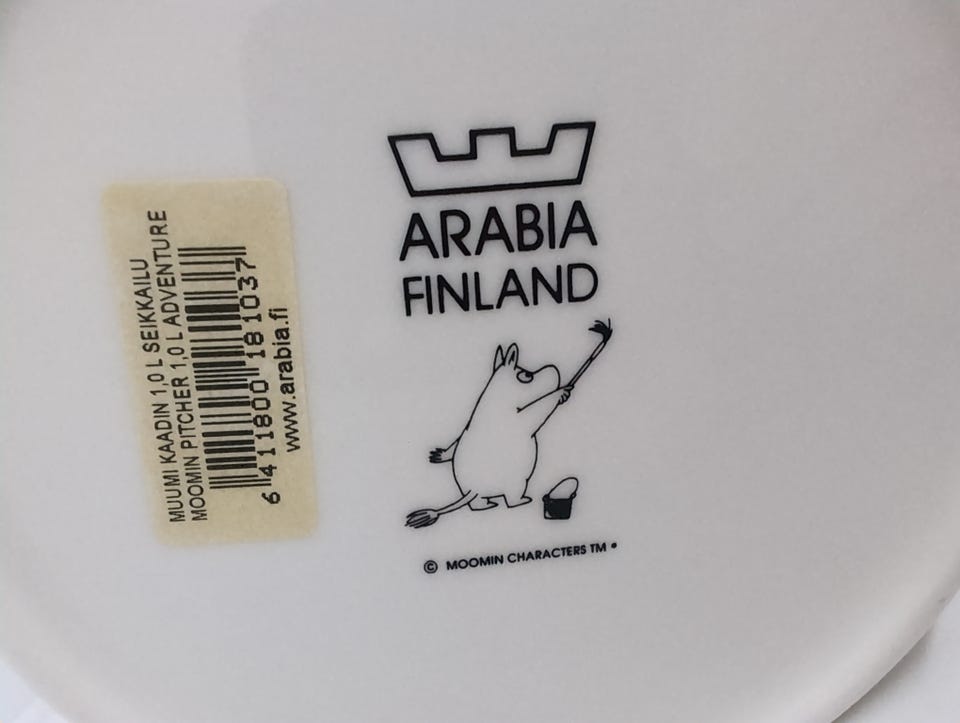 MUUMI KAADIN 1,0 L SEIKKAILU
MOOMIN PITCHER 1,0 L ADVENTURE
6 411800 181037
www.arabia.fi
ARABIA
FINLAND
© MOOMIN CHARACTERS TM